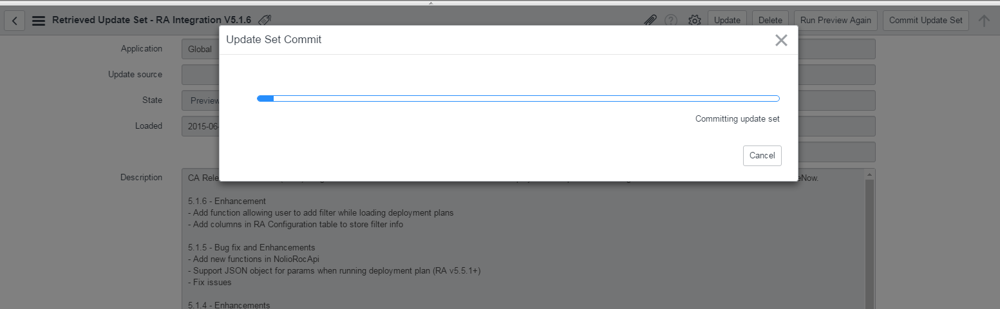 Retrieved Update Set - RA Integration V5.1.6
Update
Delete
Run Preview Again
Commit Update Set
Update Set Commit
Application
Global
Update source
State
Preview
Loaded
2015-06-
Committing update set
Cancel
Description
CA Rele
eNow.
5.1.6 - Enhancement
- Add function allowing user to add filter while loading deployment plans
- Add columns in RA Configuration table to store filter info
5.1.5 - Bug fix and Enhancements
- Add new functions in NolioRocApi
- Support JSON object for params when running deployment plan (RA v5.5.1+)
- Fix issues
5.1.4 - Enhancements